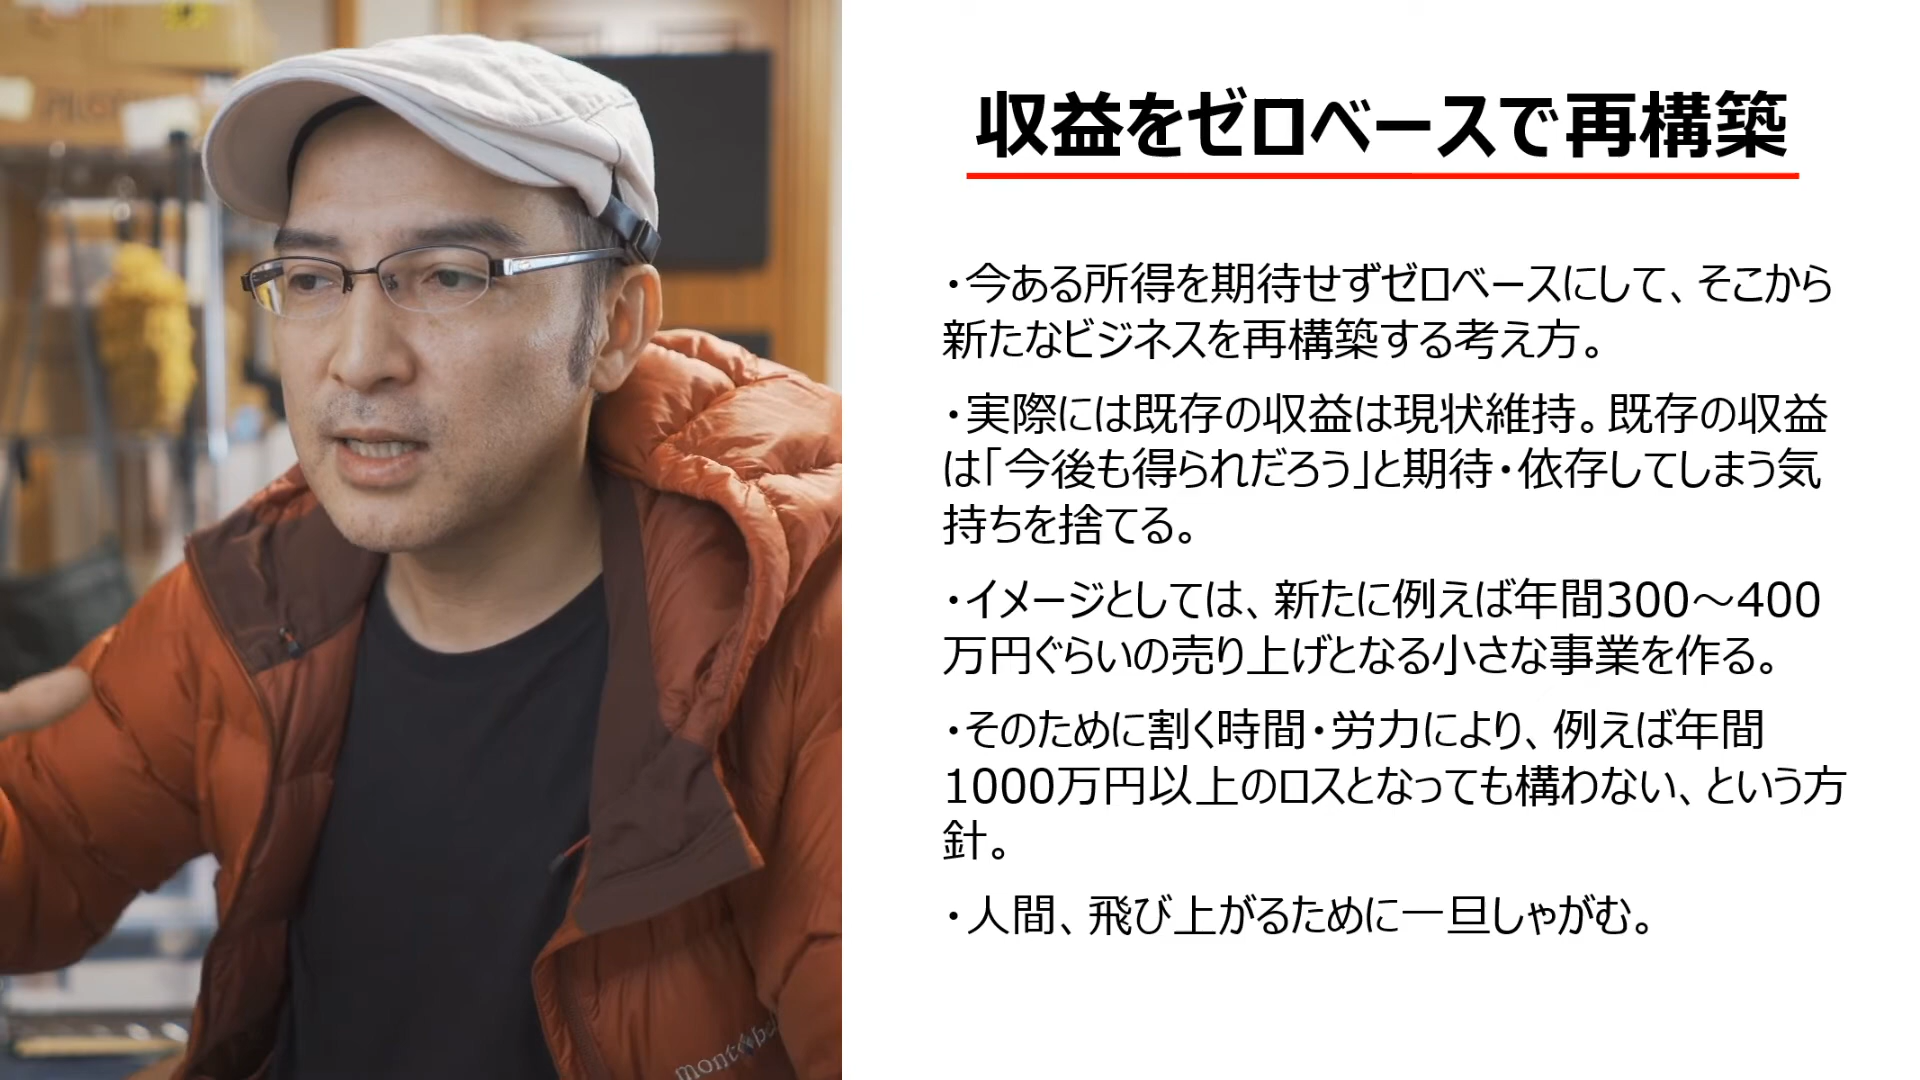 収益をゼロベースで再構築
・今ある所得を期待せずゼロベースにして、そこから
新たなビジネスを再構築する考え方。
・実際には既存の収益は現状維持。既存の収益
は「今後も得られだろう」と期待・依存してしまう気
持ちを捨てる。
・イメージとしては、新たに例えば年間300～400
万円ぐらいの売り上げとなる小さな事業を作る。
・そのために割く時間・労力により、例えば年間
1000万円以上のロスとなっても構わない、という方
針。
・人間、飛び上がるために一旦しゃがむ。
mont-be